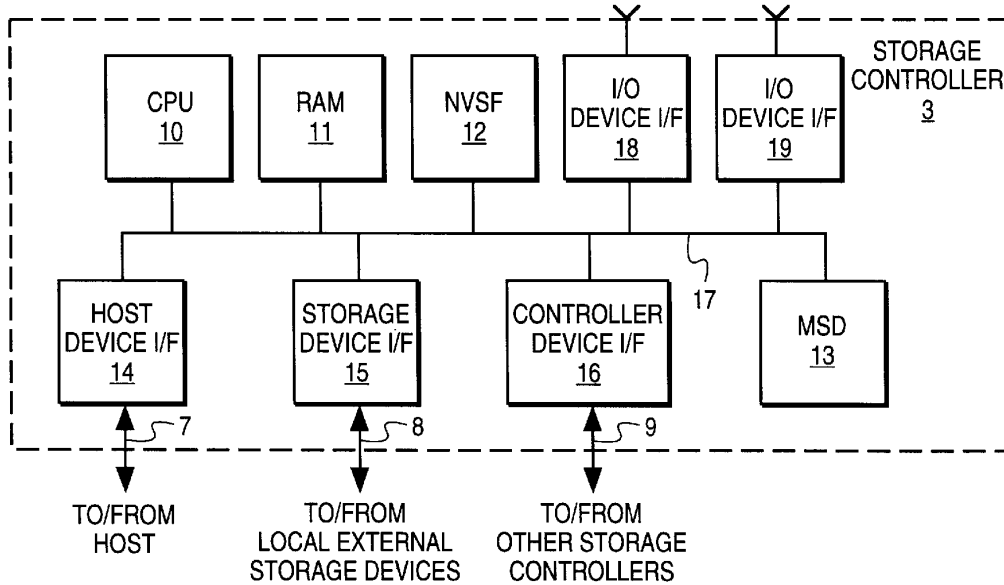 STORAGE
CONTROLLER
3
CPU
10
RAM
11
NVSF
12
I/O
DEVICE I/F
18
I/O
DEVICE I/F
19
17
HOST
DEVICE I/F
14
STORAGE
DEVICE I/F
15
CONTROLLER
DEVICE I/F
16
MSD
13
7
8
9
TO/FROM
HOST
TO/FROM
LOCAL EXTERNAL
STORAGE DEVICES
TO/FROM
OTHER STORAGE
CONTROLLERS